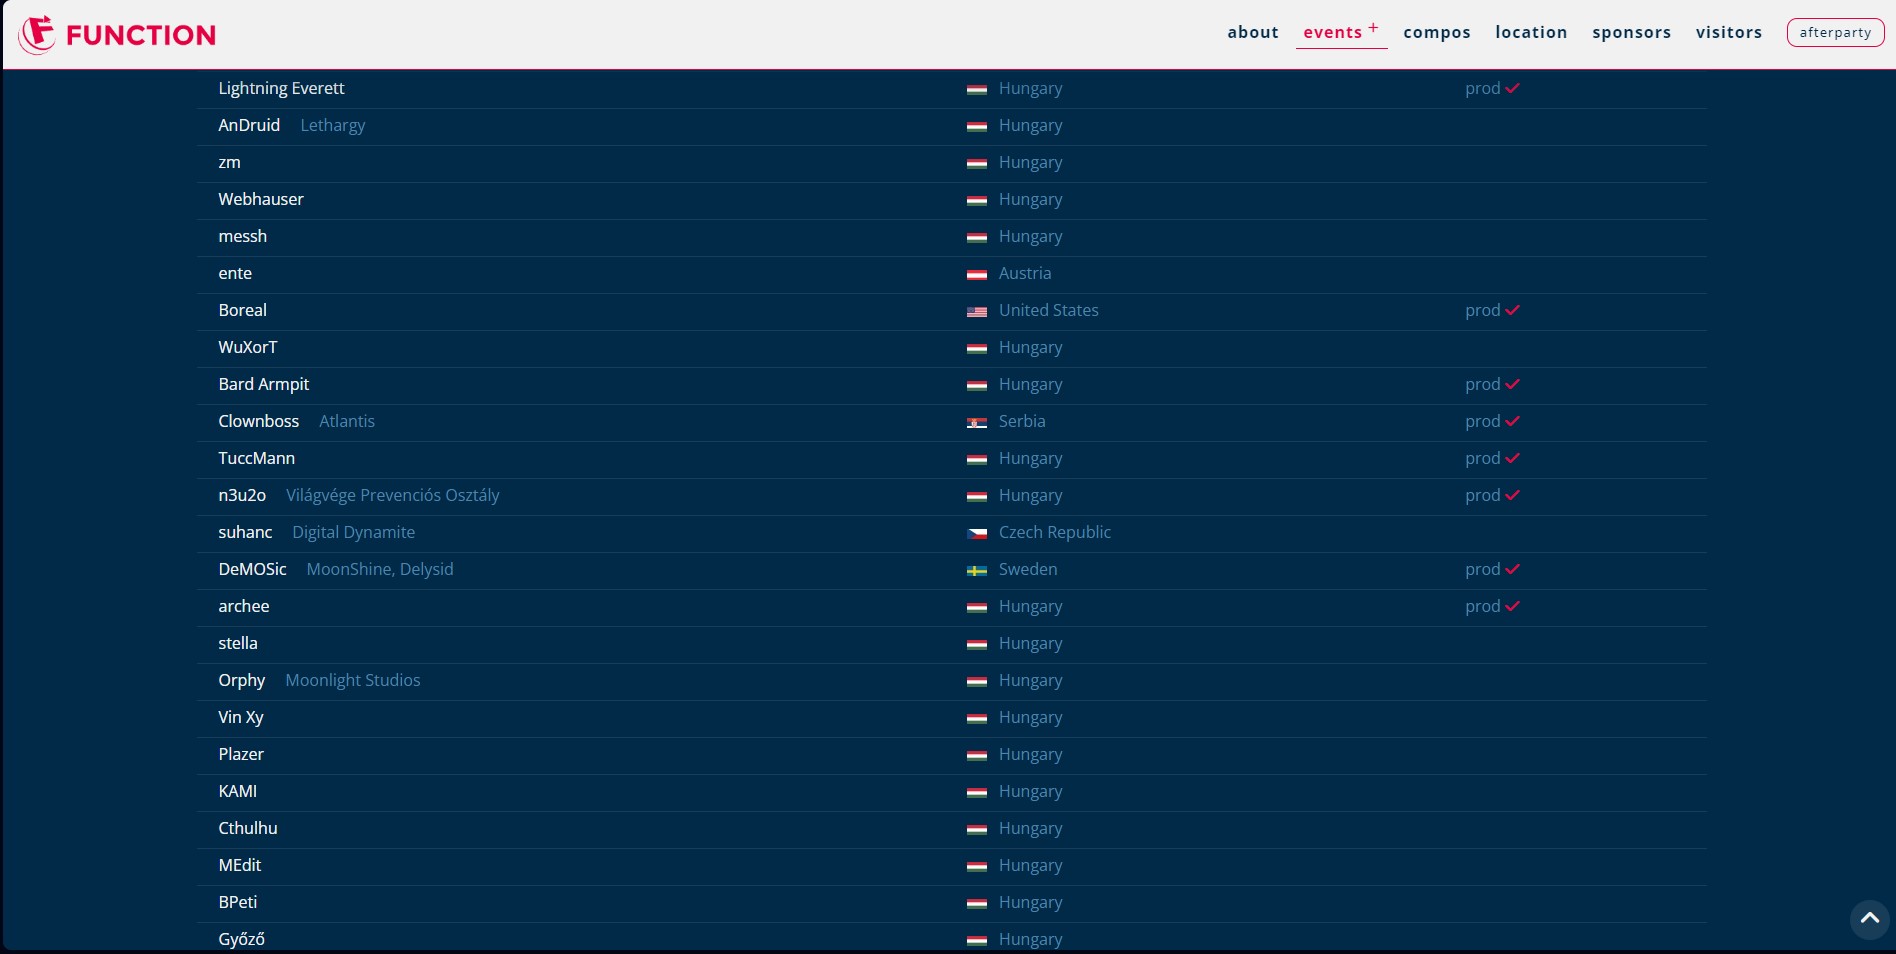 FUNCTION about events + compos location sponsors visitors afterparty
Lightning Everett Hungary prod
AnDruid Lethargy Hungary
zm Hungary
Webhauser Hungary
messh Hungary
ente Austria
Boreal United States prod
WuXorT Hungary
Bard Armpit Hungary prod
Clownboss Atlantis Serbia prod
TuccMann Hungary prod
n3u2o Világvége Prevenciós Osztály Hungary prod
suhanc Digital Dynamite Czech Republic
DeMOSic MoonShine, Delysid Sweden prod
archee Hungary prod
stella Hungary
Orphy Moonlight Studios Hungary
Vin Xy Hungary
Plazer Hungary
KAMI Hungary
Cthulhu Hungary
MEdit Hungary
BPeti Hungary
Győző Hungary